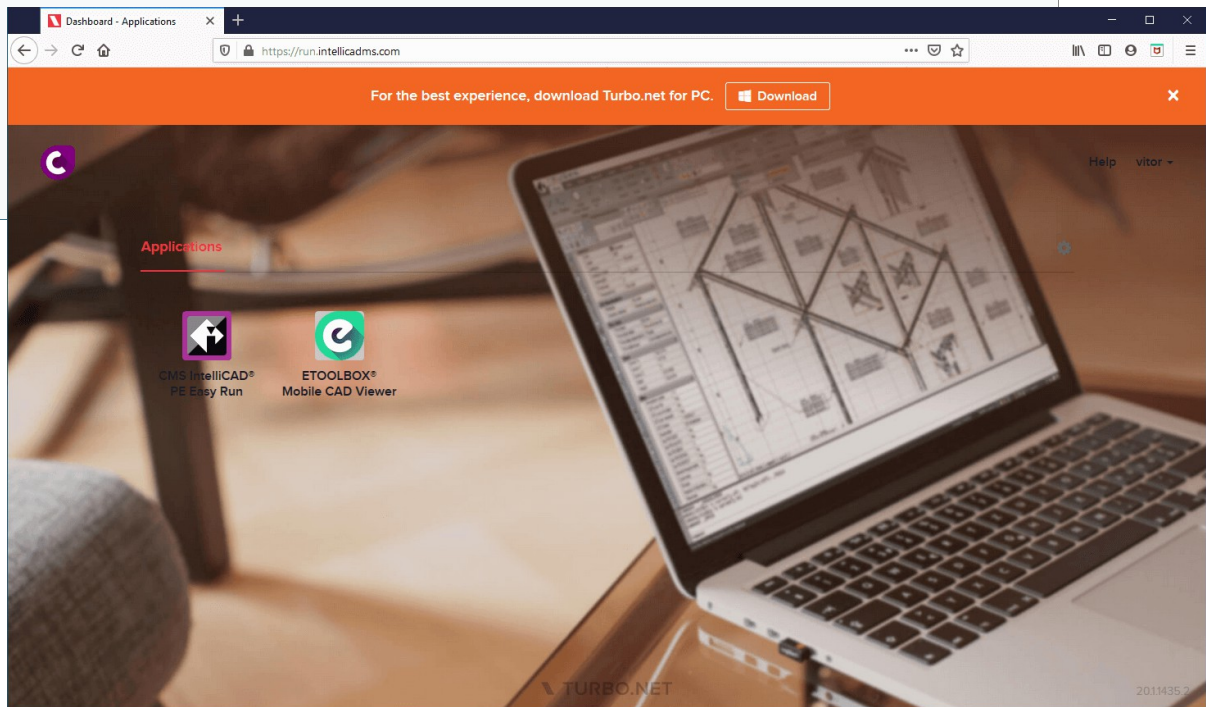 Dashboard - Applications
https://run.intellicadms.com
For the best experience, download Turbo.net for PC.
Download
Help
vitor
Applications
CMS IntelliCAD®
PE Easy Run
ETOOLBOX®
Mobile CAD Viewer
TURBO.NET
20.1.1435.2